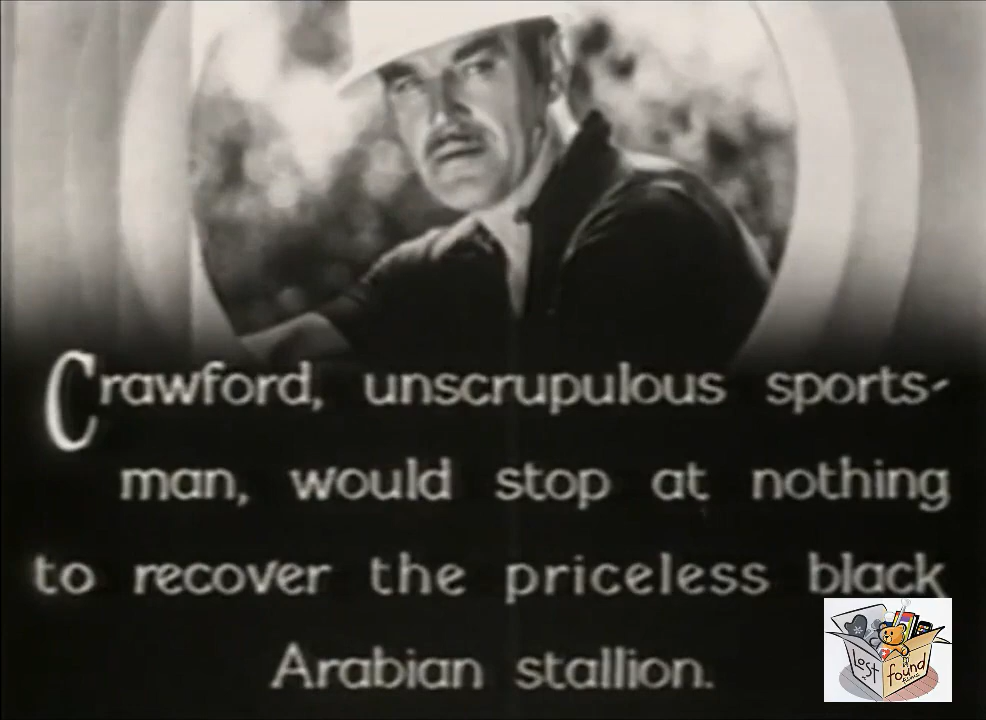 Crawford, unscrupulous sports-
man, would stop at nothing
to recover the priceless black
Arabian stallion.
lost
found